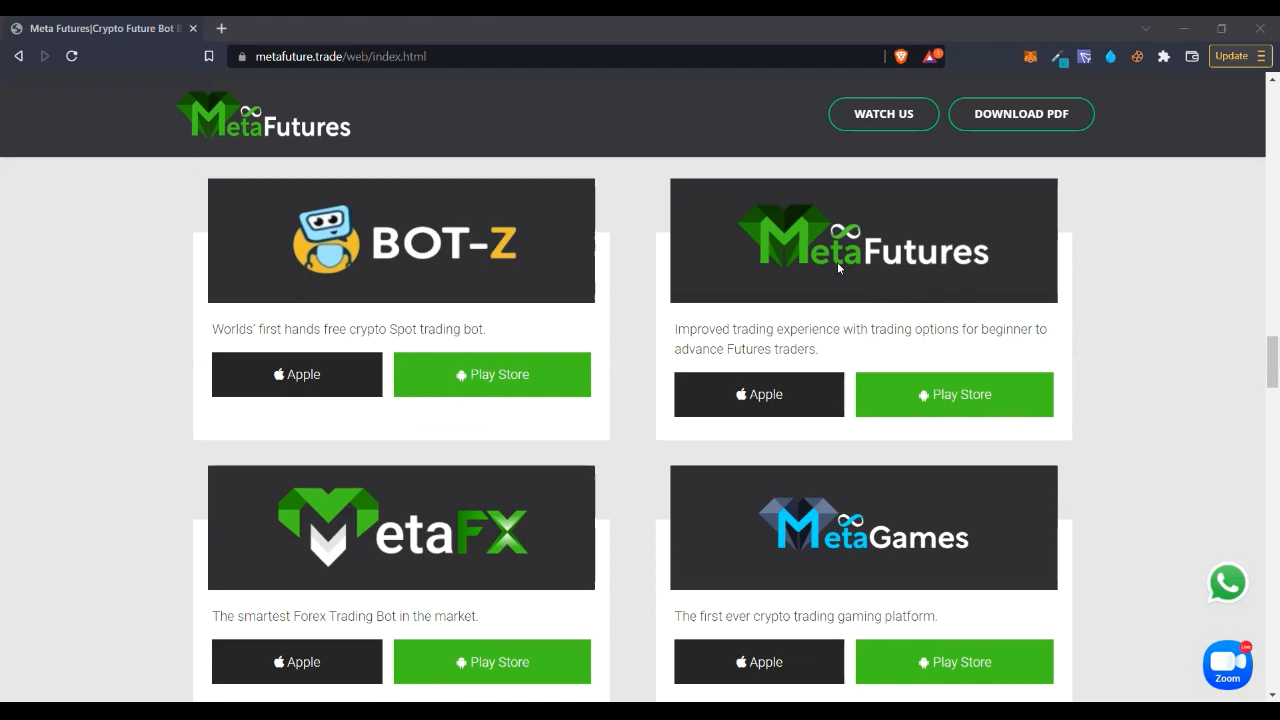 Meta Futures|Crypto Future Bot
metafuture.trade/web/index.html
Update
MetaFutures
WATCH US
DOWNLOAD PDF
BOT-Z
MetaFutures
Worlds' first hands free crypto Spot trading bot.
Improved trading experience with trading options for beginner to
advance Futures traders.
Apple
Play Store
Apple
Play Store
MetaFX
MetaGames
The smartest Forex Trading Bot in the market.
The first ever crypto trading gaming platform.
Apple
Play Store
Apple
Play Store
Live
Zoom